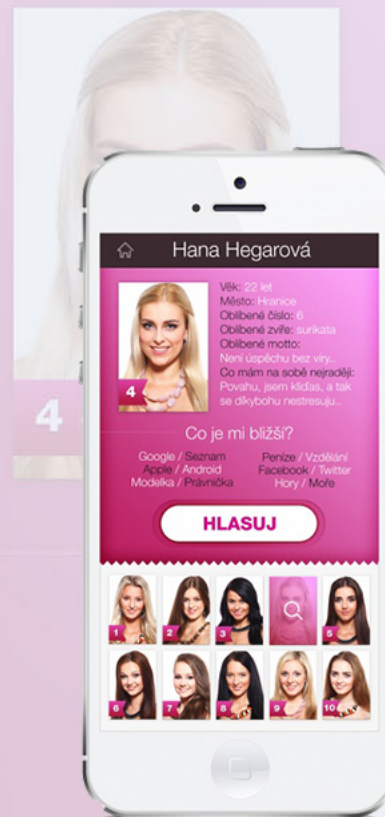 Hana Hegarová
Věk: 22 let
Město: Hranice
Oblíbené číslo: 6
Oblíbené zvíře: surikata
Oblíbené motto:
Není úspěchu bez víry..
Co mám na sobě nejraději:
Povahu, jsem kliďas, a tak
se díkybohu nestresuju..
4
4
Co je mi bližší?
Google / Seznam Peníze / Vzdělání
Apple / Android Facebook / Twitter
Modelka / Právnička Hory / Moře
HLASUJ
1 2 3 5
6 7 8 9 10